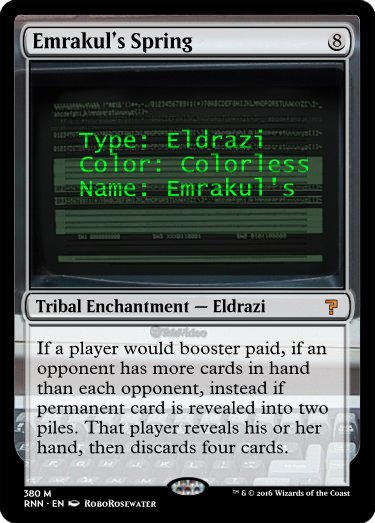 Emrakul's Spring 8
Type: Eldrazi
Color: Colorless
Name: Emrakul's
Tribal Enchantment — Eldrazi
If a player would booster paid, if an
opponent has more cards in hand
than each opponent, instead if
permanent card is revealed into two
piles. That player reveals his or her
hand, then discards four cards.
380 M
RNN • EN RoboRosewater
™ & © 2016 Wizards of the Coast